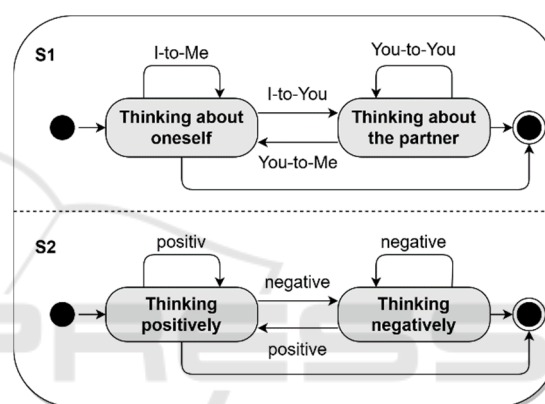 S1
I-to-Me
You-to-You
I-to-You
Thinking about
oneself
Thinking about
the partner
You-to-Me
S2
positiv
negative
negative
Thinking
positively
Thinking
negatively
positive
PRESS